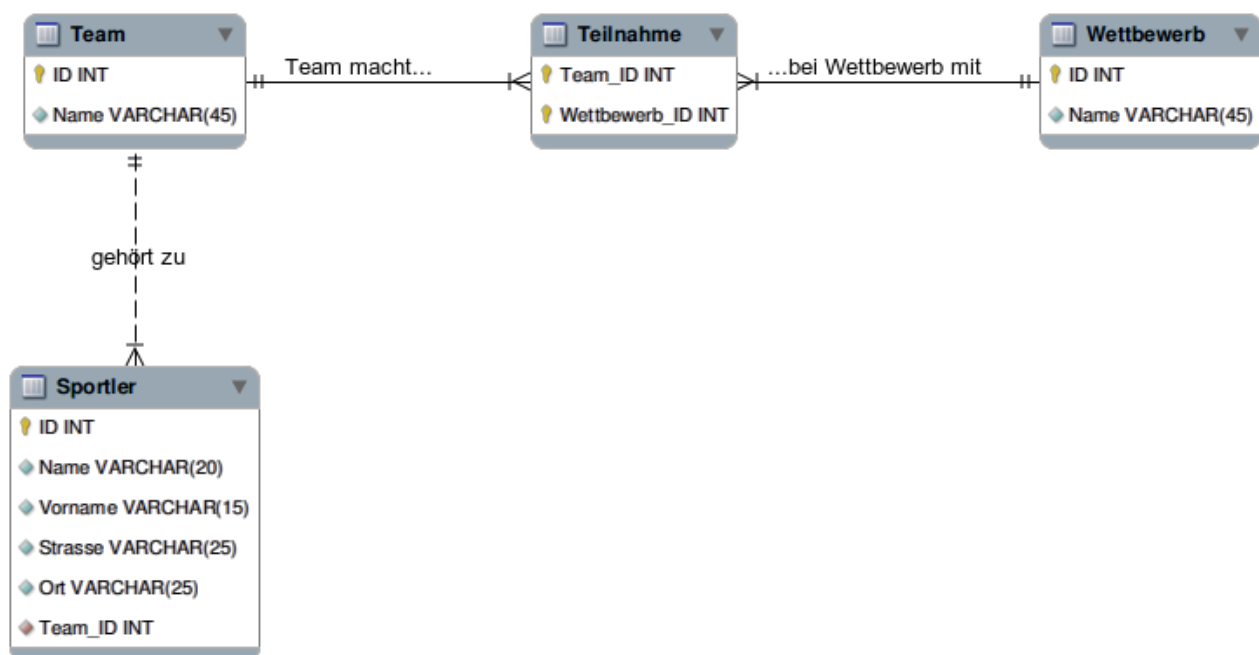 Team
ID INT
Name VARCHAR(45)
Team macht...
Teilnahme
Team_ID INT
Wettbewerb_ID INT
...bei Wettbewerb mit
Wettbewerb
ID INT
Name VARCHAR(45)
gehört zu
Sportler
ID INT
Name VARCHAR(20)
Vorname VARCHAR(15)
Strasse VARCHAR(25)
Ort VARCHAR(25)
Team_ID INT